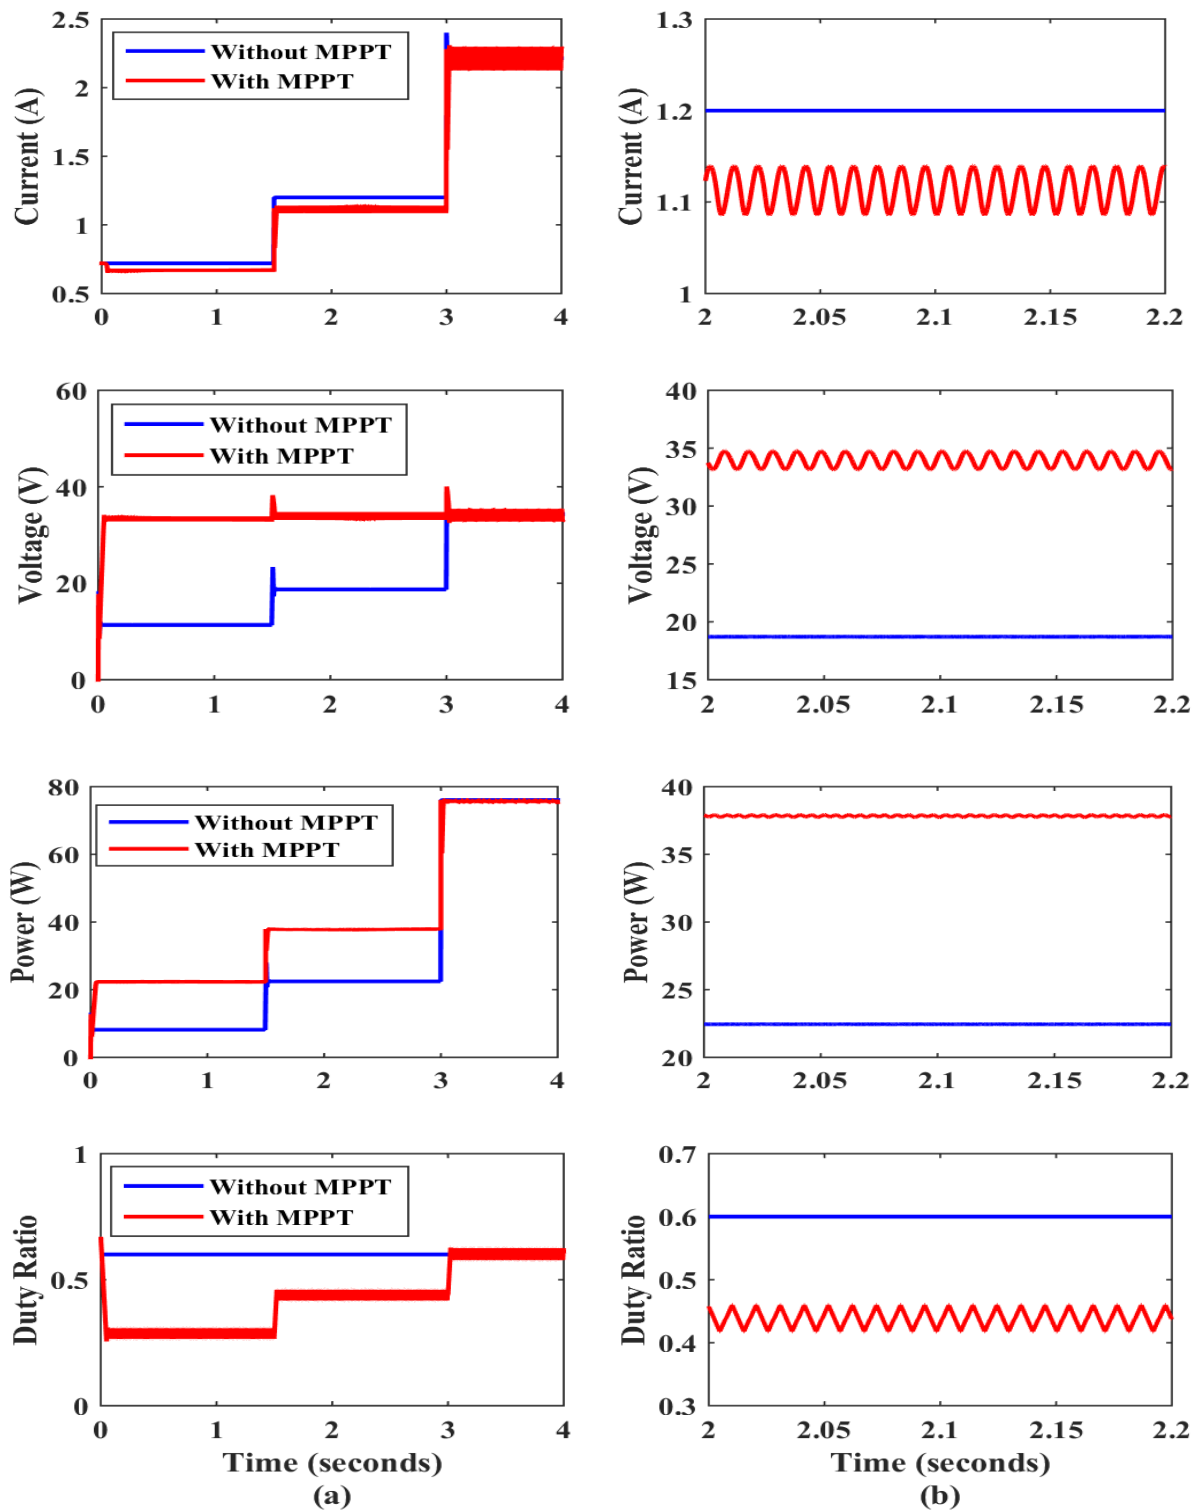 2.5
2
1.5
1
0.5
Current (A)
Without MPPT
With MPPT
0 1 2 3 4
1.3
1.2
1.1
1
Current (A)
2 2.05 2.1 2.15 2.2
60
40
20
0
Voltage (V)
Without MPPT
With MPPT
0 1 2 3 4
40
35
30
25
20
15
Voltage (V)
2 2.05 2.1 2.15 2.2
80
60
40
20
0
Power (W)
Without MPPT
With MPPT
0 1 2 3 4
40
35
30
25
20
Power (W)
2 2.05 2.1 2.15 2.2
1
0.5
0
Duty Ratio
Without MPPT
With MPPT
0 1 2 3 4
Time (seconds)
(a)
0.7
0.6
0.5
0.4
0.3
Duty Ratio
2 2.05 2.1 2.15 2.2
Time (seconds)
(b)